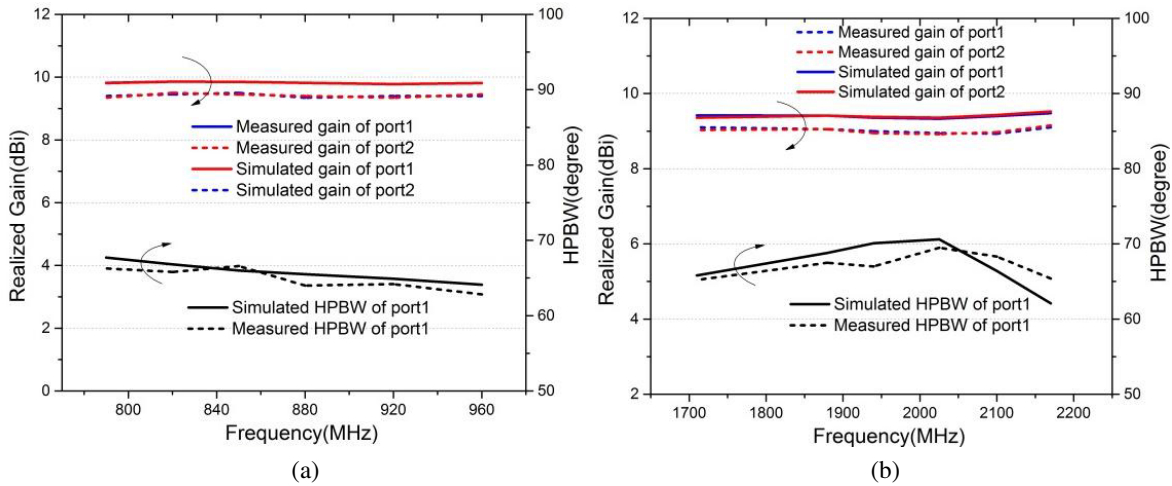 12
10
8
6
4
2
0
Realized Gain(dBi)
Measured gain of port1
Measured gain of port2
Simulated gain of port1
Simulated gain of port2
Simulated HPBW of port1
Measured HPBW of port1
100
90
80
70
60
50
HPBW(degree)
800 840 880 920 960
Frequency(MHz)
(a)
12
10
8
6
4
2
Realized Gain(dBi)
Measured gain of port1
Measured gain of port2
Simulated gain of port1
Simulated gain of port2
Simulated HPBW of port1
Measured HPBW of port1
100
90
80
70
60
50
HPBW(degree)
1700 1800 1900 2000 2100 2200
Frequency(MHz)
(b)